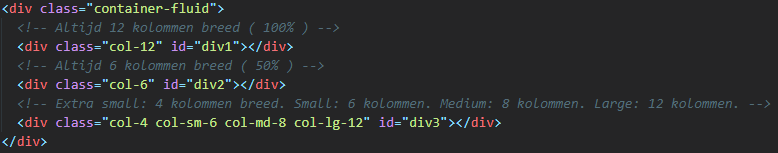 <div class="container-fluid">
<!-- Altijd 12 kolommen breed ( 100% ) -->
<div class="col-12" id="div1"></div>
<!-- Altijd 6 kolommen breed ( 50% ) -->
<div class="col-6" id="div2"></div>
<!-- Extra small: 4 kolommen breed. Small: 6 kolommen. Medium: 8 kolommen. Large: 12 kolommen. -->
<div class="col-4 col-sm-6 col-md-8 col-lg-12" id="div3"></div>
</div>